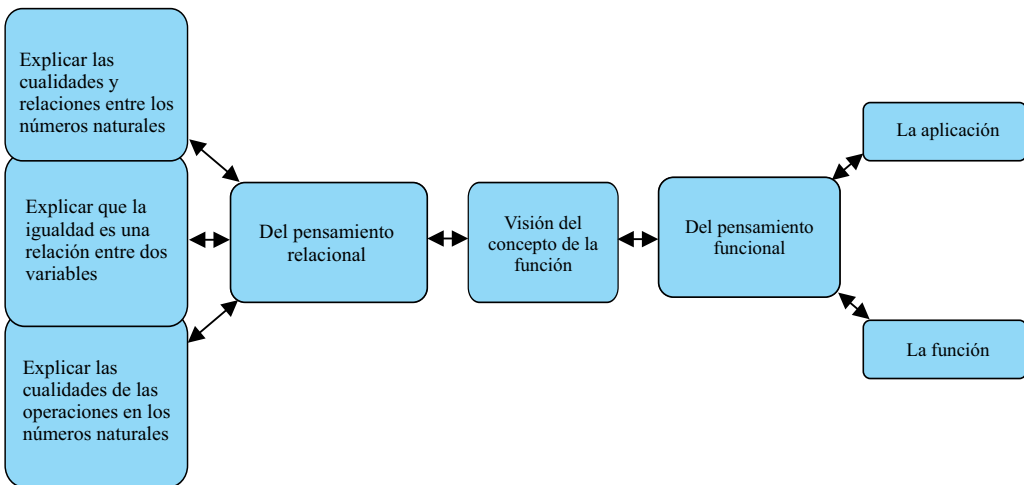 Explicar las
cualidades y
relaciones entre los
números naturales
Explicar que la
igualdad es una
relación entre dos
variables
Explicar las
cualidades de las
operaciones en los
números naturales
Del pensamiento
relacional
Visión del
concepto de la
función
Del pensamiento
funcional
La aplicación
La función